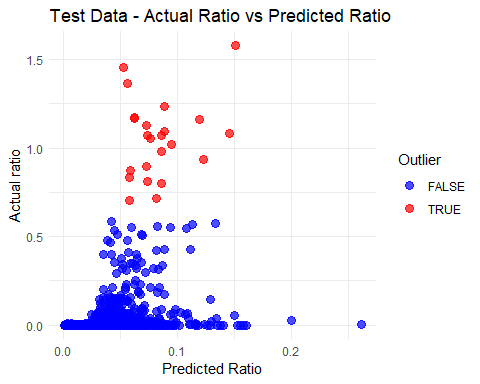 Test Data - Actual Ratio vs Predicted Ratio
Actual ratio
1.5
1.0
0.5
0.0
0.0
0.1
0.2
Predicted Ratio
Outlier
FALSE
TRUE